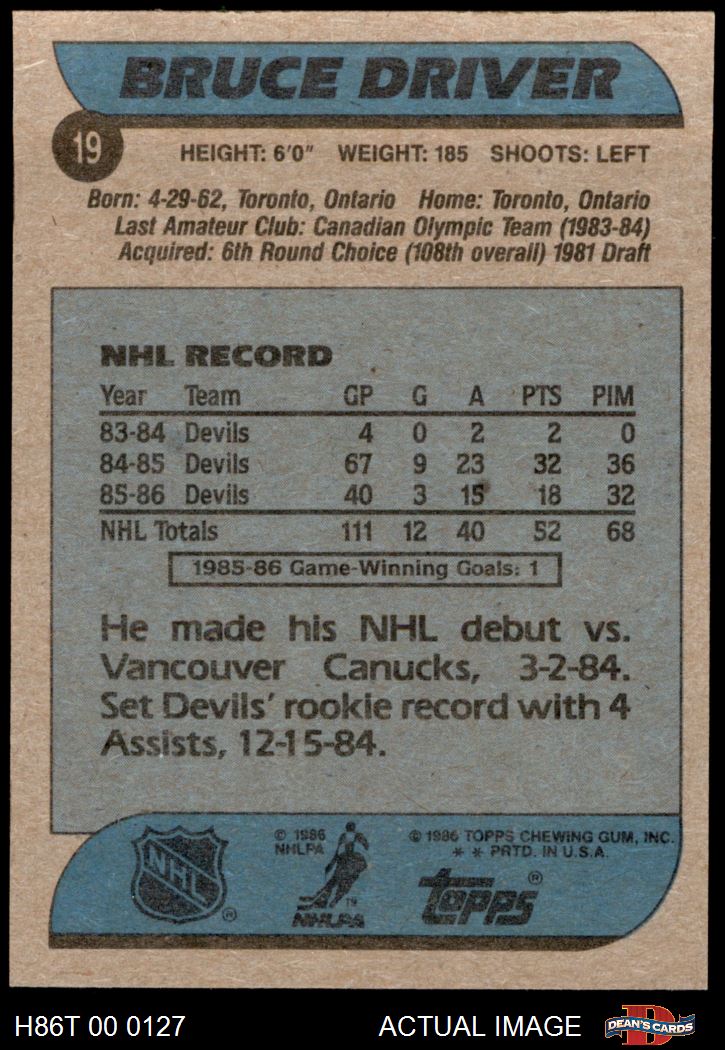 BRUCE DRIVER
19
HEIGHT: 6'0" WEIGHT: 185 SHOOTS: LEFT
Born: 4-29-62, Toronto, Ontario Home: Toronto, Ontario
Last Amateur Club: Canadian Olympic Team (1983-84)
Acquired: 6th Round Choice (108th overall) 1981 Draft
NHL RECORD
Year Team GP G A PTS PIM
83-84 Devils 4 0 2 2 0
84-85 Devils 67 9 23 32 36
85-86 Devils 40 3 15 18 32
NHL Totals 111 12 40 52 68
1985-86 Game-Winning Goals: 1
He made his NHL debut vs.
Vancouver Canucks, 3-2-84.
Set Devils' rookie record with 4
Assists, 12-15-84.
NHL ®
© 1986
NHLPA
TM
NHLPA
© 1986 TOPPS CHEWING GUM, INC.
* * PRTD. IN U.S.A.
topps ®
H86T 00 0127 ACTUAL IMAGE
D
DEAN'S CARDS